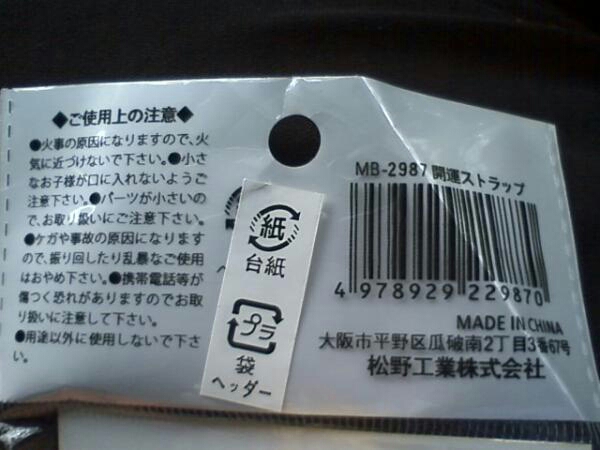 ◆ご使用上の注意◆
●火事の原因になりますので、火
気に近づけないで下さい。●小さ
なお子様が口に入れないようご
注意下さい。●パーツが小さいの
で、お取り扱いにご注意下さい。
●ケガや事故の原因になります
ので、振り回したり乱暴なご使用
はおやめ下さい。●携帯電話等が
傷つく恐れがありますのでお取
り扱いに注意して下さい。
●用途以外に使用しないで下さ
い。
紙
台紙
プラ
袋
ヘッダー
MB-2987 開運ストラップ
4 978929 229870
MADE IN CHINA
大阪市平野区瓜破南2丁目3番67号
松野工業株式会社